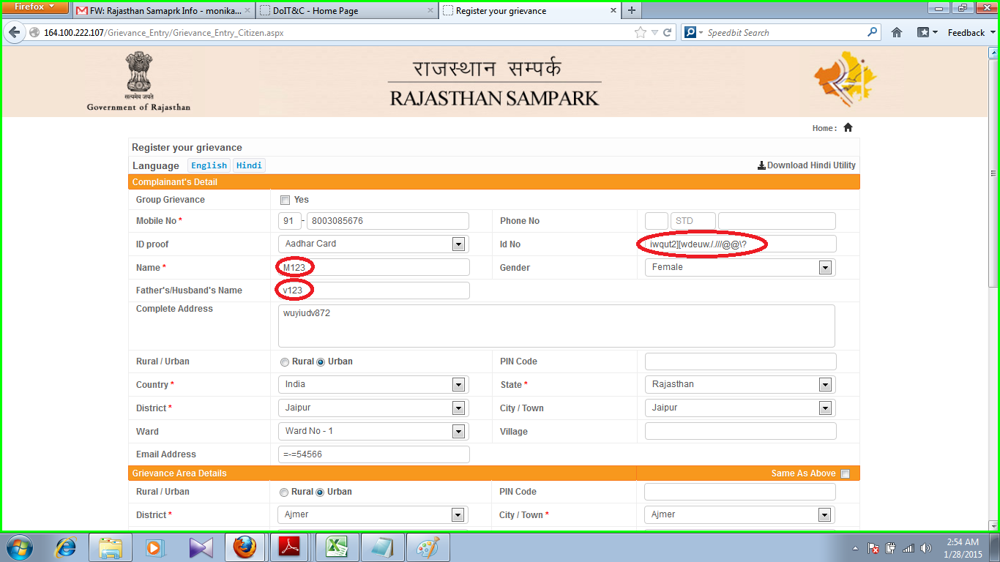 Firefox
FW: Rajasthan Samaprk Info - monika...
DoIT&C - Home Page
Register your grievance
164.100.222.107/Grievance_Entry/Grievance_Entry_Citizen.aspx
Speedbit Search
Feedback
सत्यमेव जयते
Government of Rajasthan
राजस्थान सम्पर्क
RAJASTHAN SAMPARK
Home:
Register your grievance
Language English Hindi
Download Hindi Utility
Complainant's Detail
Group Grievance Yes
Mobile No * 91 - 8003085676 Phone No STD
ID proof Aadhar Card Id No iwqut2][wdeuw././//@@\?
Name * M123 Gender Female
Father's/Husband's Name v123
Complete Address wuyiudv872
Rural / Urban Rural Urban PIN Code
Country * India State * Rajasthan
District * Jaipur City / Town Jaipur
Ward Ward No - 1 Village
Email Address =-=54566
Grievance Area Details Same As Above
Rural / Urban Rural Urban PIN Code
District * Ajmer City / Town * Ajmer
2:54 AM
1/28/2015